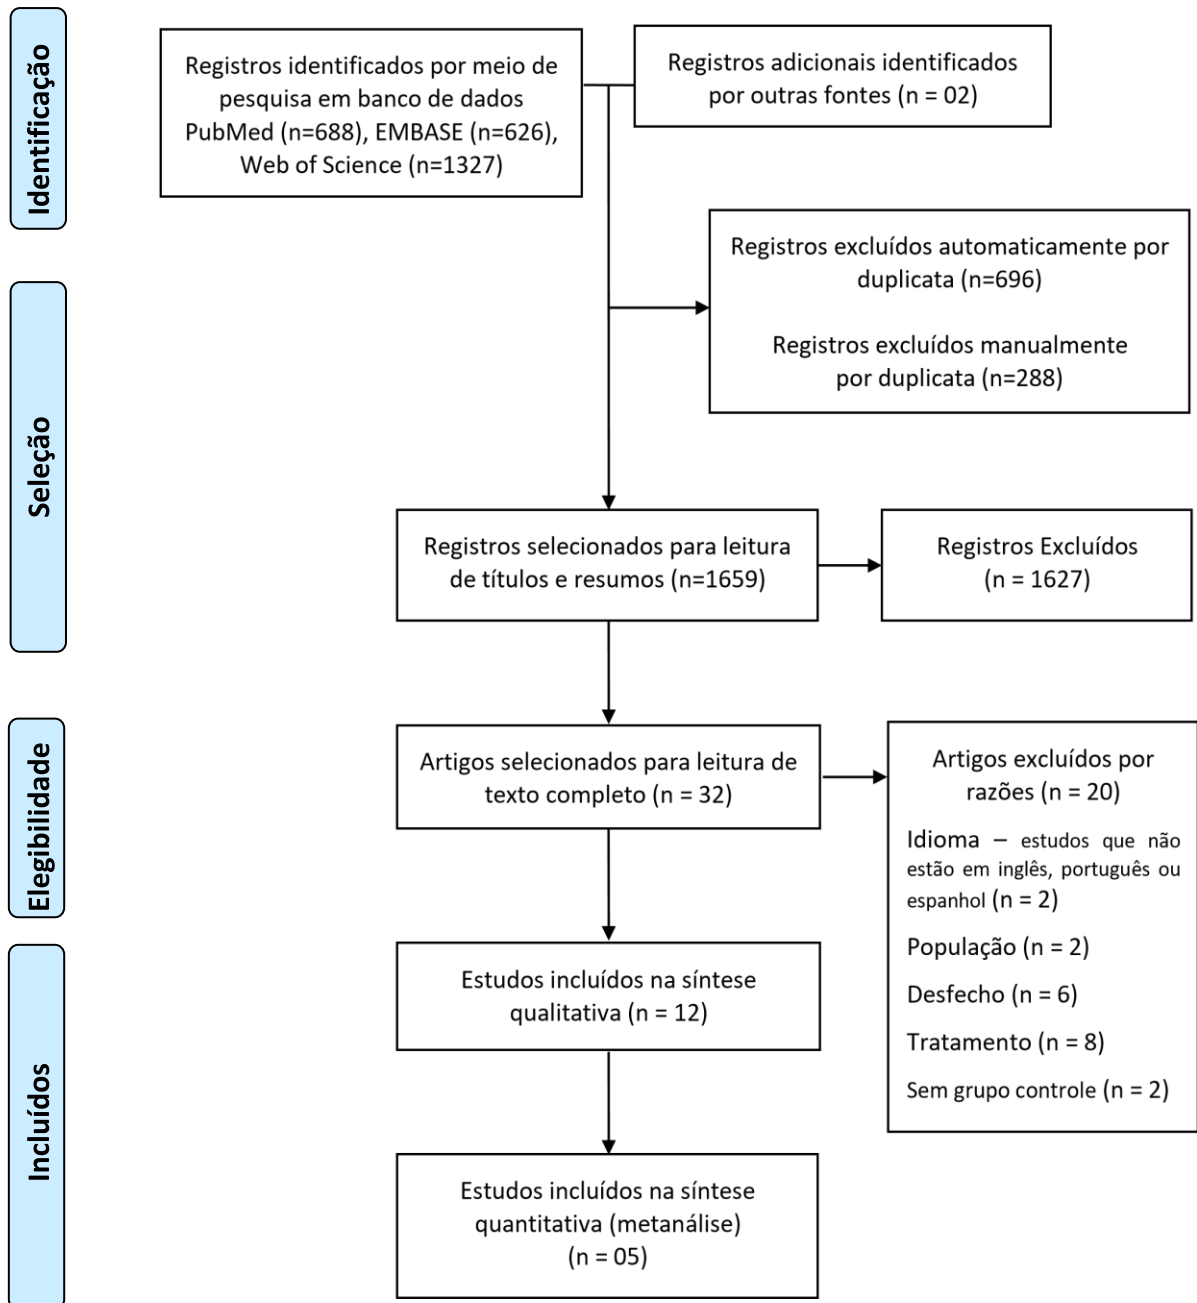 Identificação
Registros identificados por meio de
pesquisa em banco de dados
PubMed (n=688), EMBASE (n=626),
Web of Science (n=1327)
Registros adicionais identificados
por outras fontes (n = 02)
Registros excluídos automaticamente por
duplicata (n=696)
Registros excluídos manualmente
por duplicata (n=288)
Seleção
Registros selecionados para leitura
de títulos e resumos (n=1659)
Registros Excluídos
(n = 1627)
Elegibilidade
Artigos selecionados para leitura de
texto completo (n = 32)
Artigos excluídos por
razões (n = 20)
Idioma – estudos que não
estão em inglês, português ou
espanhol (n = 2)
População (n = 2)
Desfecho (n = 6)
Tratamento (n = 8)
Sem grupo controle (n = 2)
Incluídos
Estudos incluídos na síntese
qualitativa (n = 12)
Estudos incluídos na síntese
quantitativa (metanálise)
(n = 05)